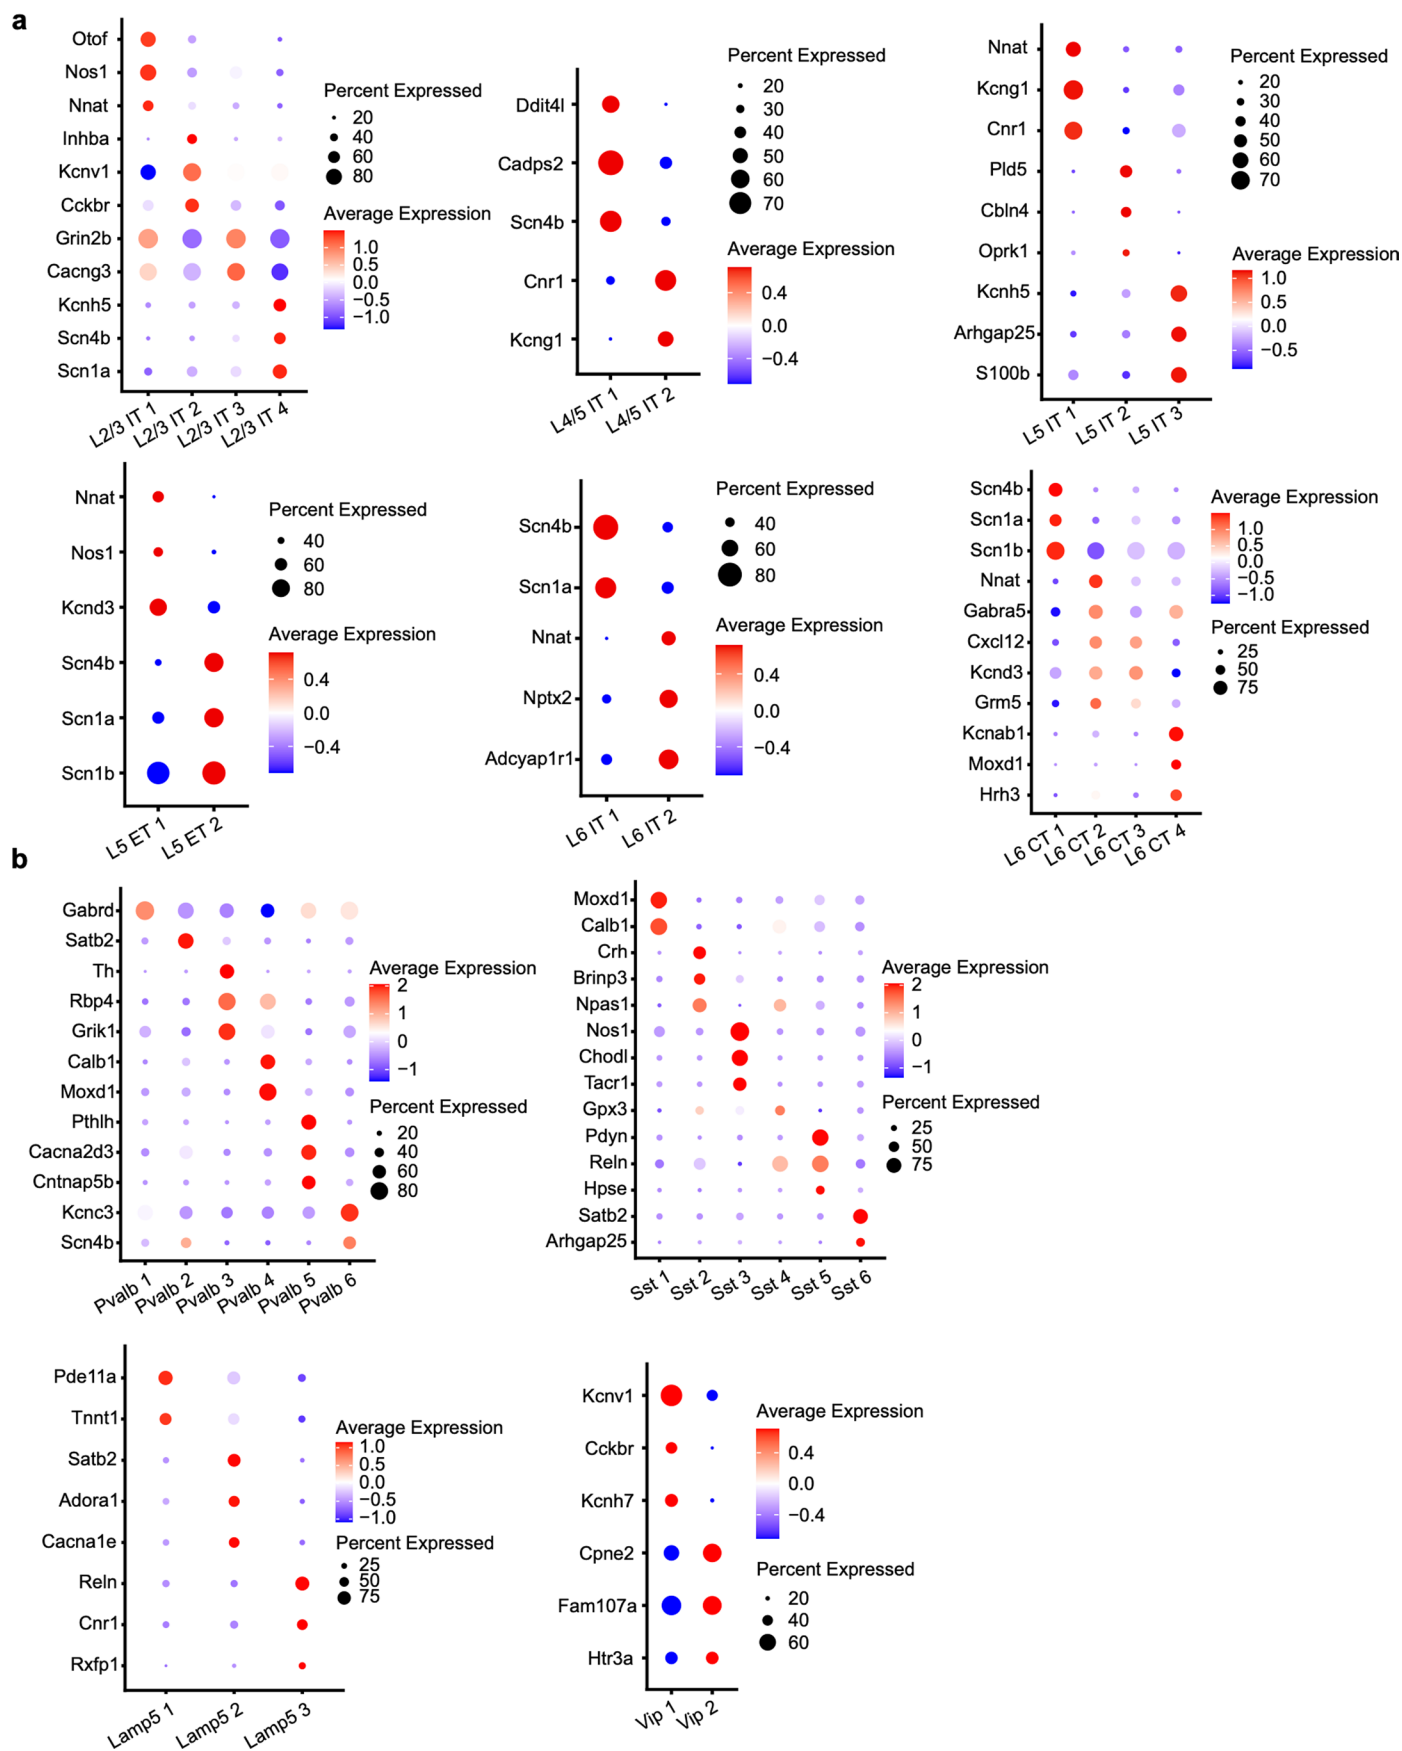 a
Otof
Nos1
Nnat
Inhba
Kcnv1
Cckbr
Grin2b
Cacng3
Kcnh5
Scn4b
Scn1a
L2/3 IT 1
L2/3 IT 2
L2/3 IT 3
L2/3 IT 4
Percent Expressed
20
40
60
80
Average Expression
1.0
0.5
0.0
−0.5
−1.0
Ddit4l
Cadps2
Scn4b
Cnr1
Kcng1
L4/5 IT 1
L4/5 IT 2
Percent Expressed
20
30
40
50
60
70
Average Expression
0.4
0.0
−0.4
Nnat
Kcng1
Cnr1
Pld5
Cbln4
Oprk1
Kcnh5
Arhgap25
S100b
L5 IT 1
L5 IT 2
L5 IT 3
Percent Expressed
20
30
40
50
60
70
Average Expression
1.0
0.5
0.0
−0.5
Nnat
Nos1
Kcnd3
Scn4b
Scn1a
Scn1b
L5 ET 1
L5 ET 2
Percent Expressed
40
60
80
Average Expression
0.4
0.0
−0.4
Scn4b
Scn1a
Nnat
Nptx2
Adcyap1r1
L6 IT 1
L6 IT 2
Percent Expressed
40
60
80
Average Expression
0.4
0.0
−0.4
Scn4b
Scn1a
Scn1b
Nnat
Gabra5
Cxcl12
Kcnd3
Grm5
Kcnab1
Moxd1
Hrh3
L6 CT 1
L6 CT 2
L6 CT 3
L6 CT 4
Average Expression
1.0
0.5
0.0
−0.5
−1.0
Percent Expressed
25
50
75
b
Gabrd
Satb2
Th
Rbp4
Grik1
Calb1
Moxd1
Pthlh
Cacna2d3
Cntnap5b
Kcnc3
Scn4b
Pvalb 1
Pvalb 2
Pvalb 3
Pvalb 4
Pvalb 5
Pvalb 6
Average Expression
2
1
0
−1
Percent Expressed
20
40
60
80
Moxd1
Calb1
Crh
Brinp3
Npas1
Nos1
Chodl
Tacr1
Gpx3
Pdyn
Reln
Hpse
Satb2
Arhgap25
Sst 1
Sst 2
Sst 3
Sst 4
Sst 5
Sst 6
Average Expression
2
1
0
−1
Percent Expressed
25
50
75
Pde11a
Tnnt1
Satb2
Adora1
Cacna1e
Reln
Cnr1
Rxfp1
Lamp5 1
Lamp5 2
Lamp5 3
Average Expression
1.0
0.5
0.0
−0.5
−1.0
Percent Expressed
25
50
75
Kcnv1
Cckbr
Kcnh7
Cpne2
Fam107a
Htr3a
Vip 1
Vip 2
Average Expression
0.4
0.0
−0.4
Percent Expressed
20
40
60